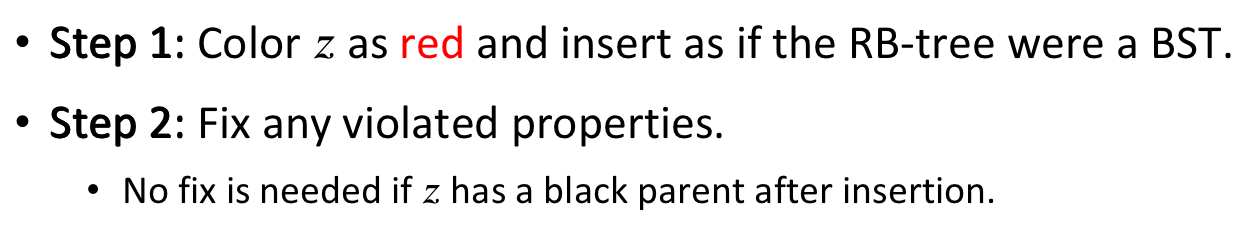 • Step 1: Color z as red and insert as if the RB-tree were a BST.
• Step 2: Fix any violated properties.
• No fix is needed if z has a black parent after insertion.